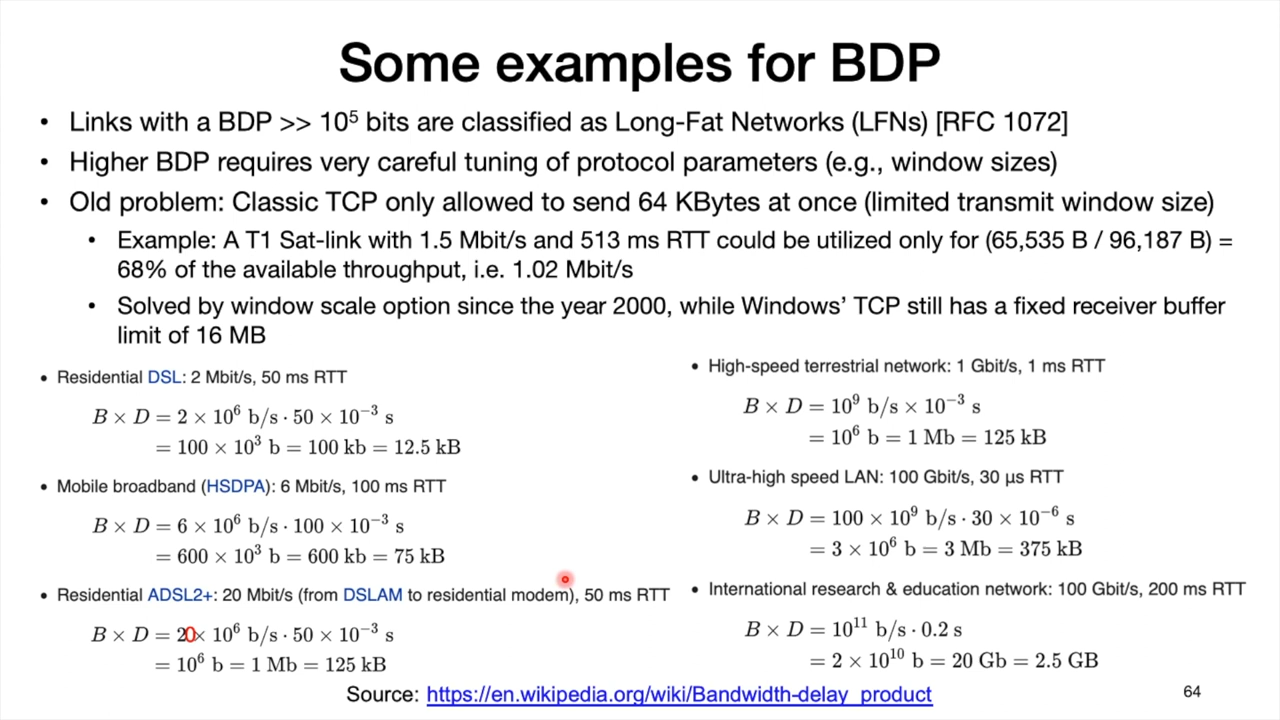 Some examples for BDP
• Links with a BDP >> 10⁵ bits are classified as Long-Fat Networks (LFNs) [RFC 1072]
• Higher BDP requires very careful tuning of protocol parameters (e.g., window sizes)
• Old problem: Classic TCP only allowed to send 64 KBytes at once (limited transmit window size)
• Example: A T1 Sat-link with 1.5 Mbit/s and 513 ms RTT could be utilized only for (65,535 B / 96,187 B) =
68% of the available throughput, i.e. 1.02 Mbit/s
• Solved by window scale option since the year 2000, while Windows' TCP still has a fixed receiver buffer
limit of 16 MB
• Residential DSL: 2 Mbit/s, 50 ms RTT
B × D = 2 × 10⁶ b/s · 50 × 10⁻³ s
= 100 × 10³ b = 100 kb = 12.5 kB
• Mobile broadband (HSDPA): 6 Mbit/s, 100 ms RTT
B × D = 6 × 10⁶ b/s · 100 × 10⁻³ s
= 600 × 10³ b = 600 kb = 75 kB
• Residential ADSL2+: 20 Mbit/s (from DSLAM to residential modem), 50 ms RTT
B × D = 20 × 10⁶ b/s · 50 × 10⁻³ s
= 10⁶ b = 1 Mb = 125 kB
• High-speed terrestrial network: 1 Gbit/s, 1 ms RTT
B × D = 10⁹ b/s × 10⁻³ s
= 10⁶ b = 1 Mb = 125 kB
• Ultra-high speed LAN: 100 Gbit/s, 30 μs RTT
B × D = 100 × 10⁹ b/s · 30 × 10⁻⁶ s
= 3 × 10⁶ b = 3 Mb = 375 kB
• International research & education network: 100 Gbit/s, 200 ms RTT
B × D = 10¹¹ b/s · 0.2 s
= 2 × 10¹⁰ b = 20 Gb = 2.5 GB
Source: https://en.wikipedia.org/wiki/Bandwidth-delay_product
64